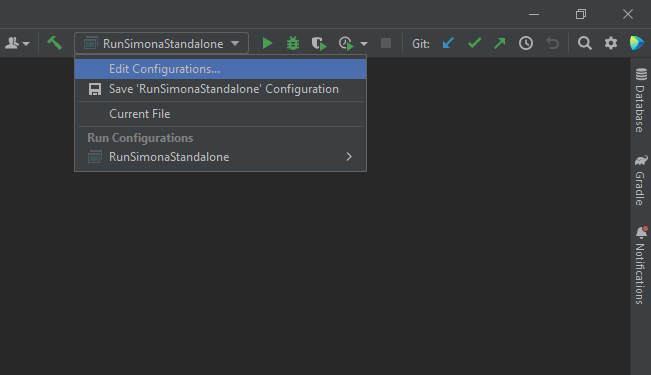 RunSimonaStandalone
Git:
Edit Configurations...
Save 'RunSimonaStandalone' Configuration
Current File
Run Configurations
RunSimonaStandalone
Database
Gradle
Notifications